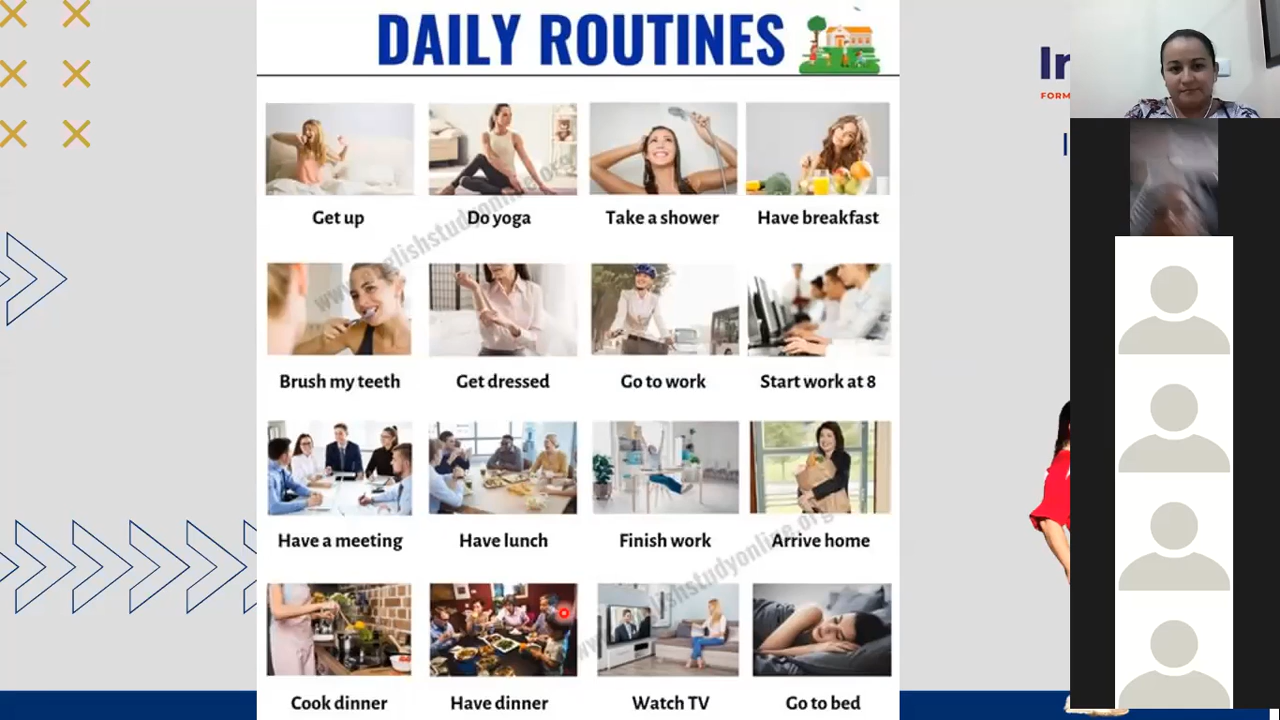 DAILY ROUTINES
Get up
Do yoga
Take a shower
Have breakfast
Brush my teeth
Get dressed
Go to work
Start work at 8
Have a meeting
Have lunch
Finish work
Arrive home
Cook dinner
Have dinner
Watch TV
Go to bed
In
FORM